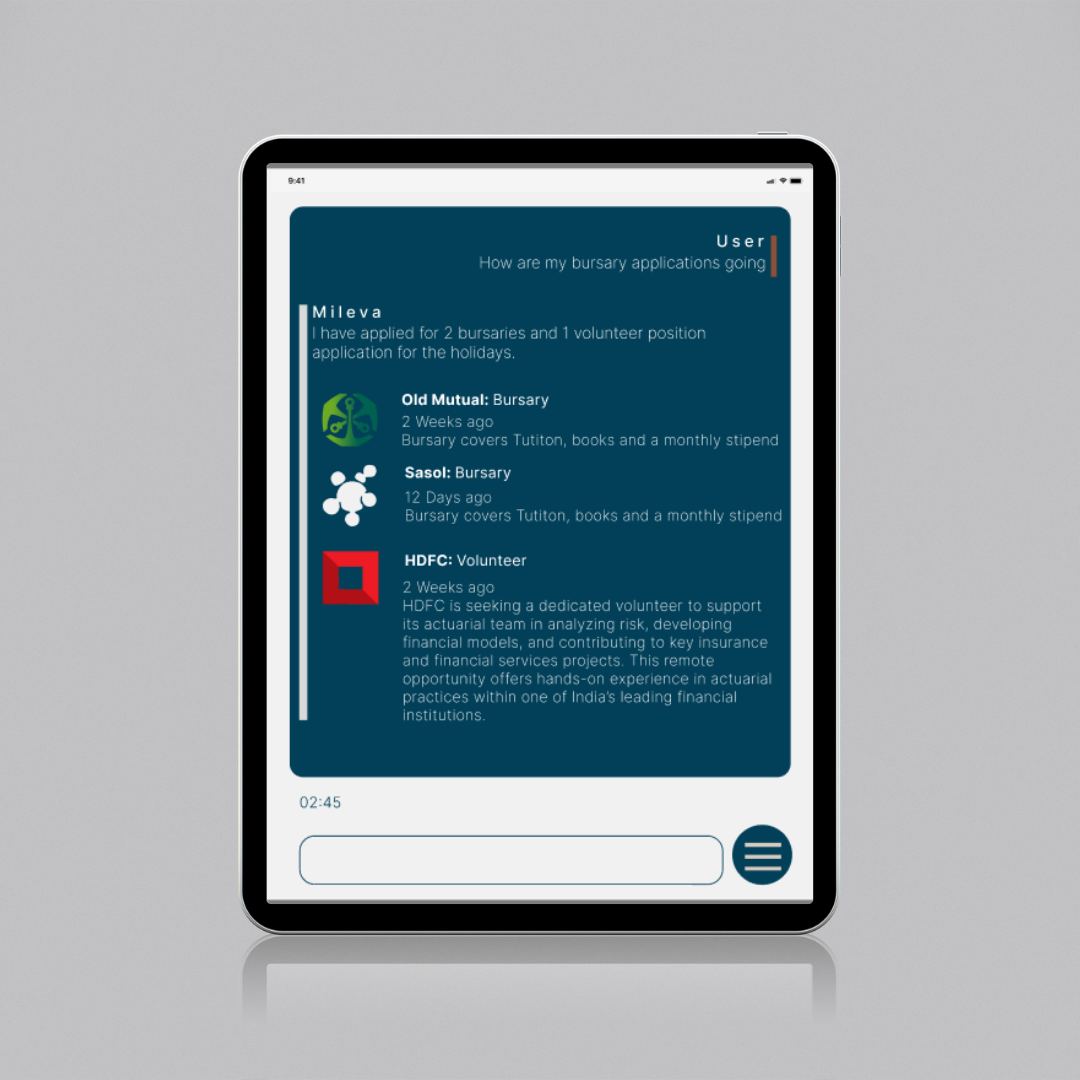 9:41
User
How are my bursary applications going
Mileva
I have applied for 2 bursaries and 1 volunteer position
application for the holidays.
Old Mutual: Bursary
2 Weeks ago
Bursary covers Tutiton, books and a monthly stipend
Sasol: Bursary
12 Days ago
Bursary covers Tutiton, books and a monthly stipend
HDFC: Volunteer
2 Weeks ago
HDFC is seeking a dedicated volunteer to support
its actuarial team in analyzing risk, developing
financial models, and contributing to key insurance
and financial services projects. This remote
opportunity offers hands-on experience in actuarial
practices within one of India's leading financial
institutions.
02:45